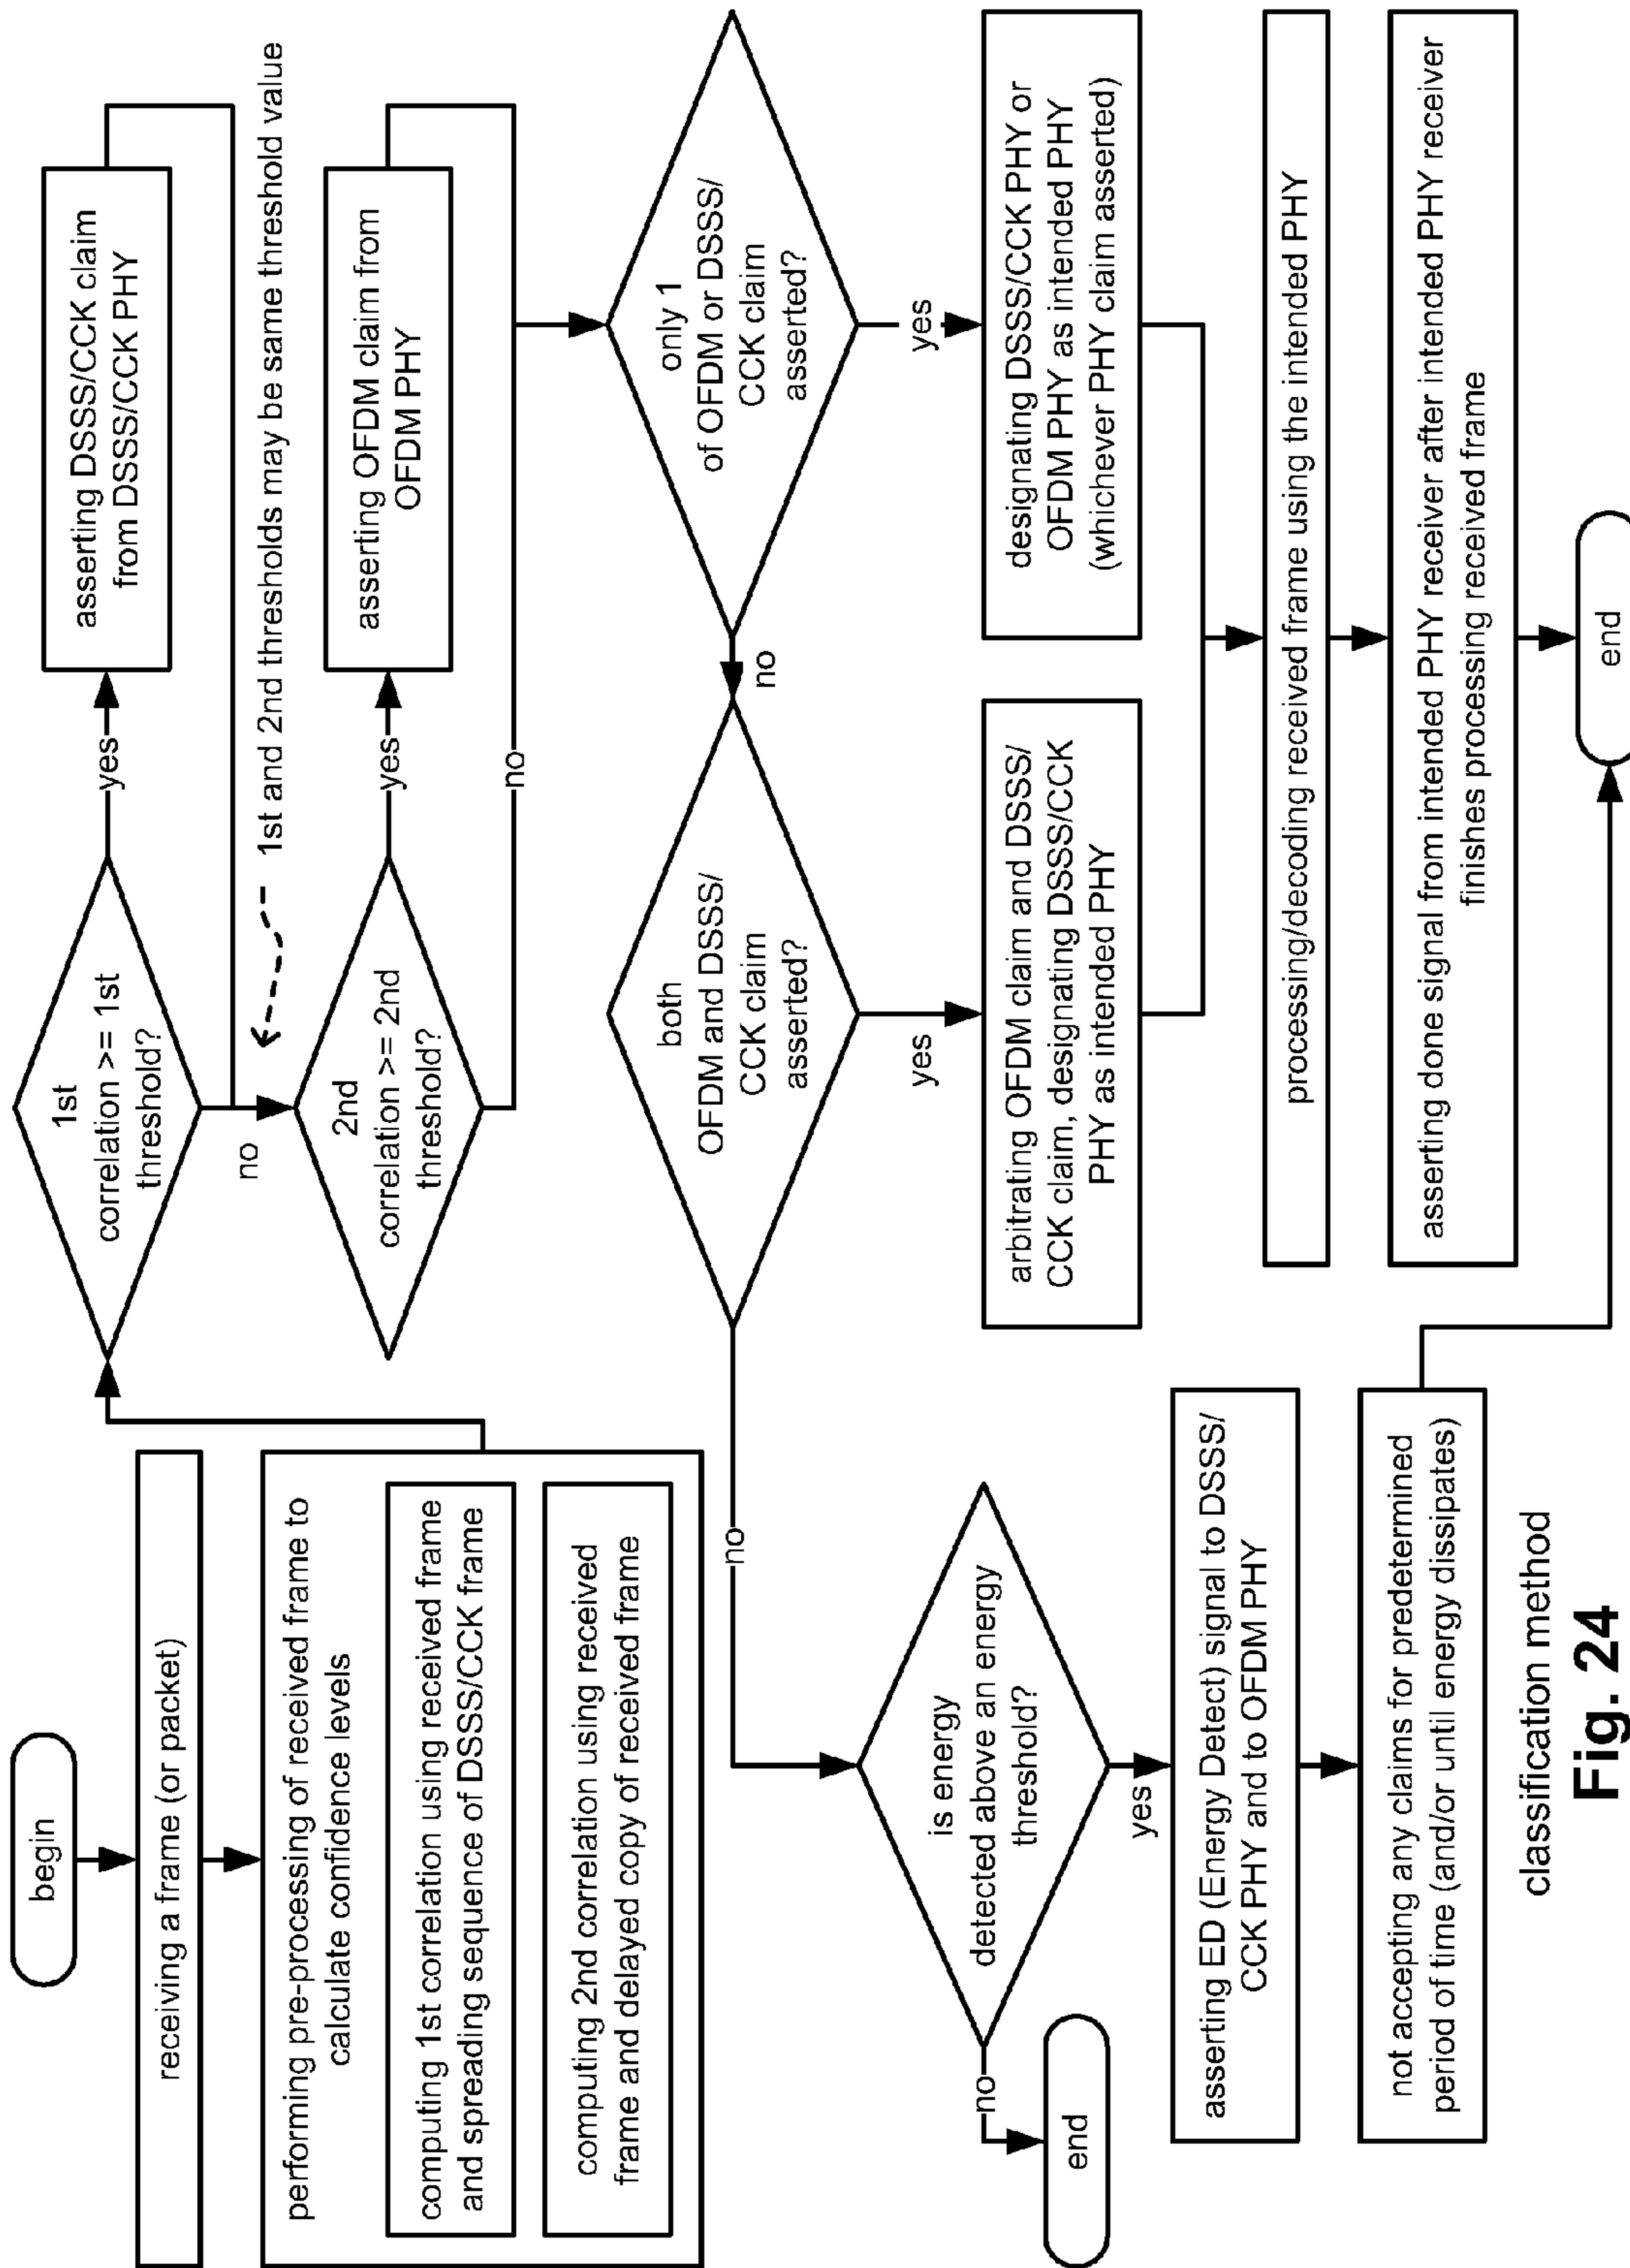 begin
receiving a frame (or packet)
performing pre-processing of received frame to
calculate confidence levels
computing 1st correlation using received frame
and spreading sequence of DSSS/CCK frame
computing 2nd correlation using received
frame and delayed copy of received frame
1st
correlation >= 1st
threshold?
yes
asserting DSSS/CCK claim
from DSSS/CCK PHY
no
1st and 2nd thresholds may be same threshold value
2nd
correlation >= 2nd
threshold?
yes
asserting OFDM claim from
OFDM PHY
no
only 1
of OFDM or DSSS/
CCK claim
asserted?
yes
designating DSSS/CCK PHY or
OFDM PHY as intended PHY
(whichever PHY claim asserted)
no
both
OFDM and DSSS/
CCK claim
asserted?
yes
arbitrating OFDM claim and DSSS/
CCK claim, designating DSSS/CCK
PHY as intended PHY
processing/decoding received frame using the intended PHY
asserting done signal from intended PHY receiver after intended PHY receiver
finishes processing received frame
end
no
is energy
detected above an energy
threshold?
no
end
yes
asserting ED (Energy Detect) signal to DSSS/
CCK PHY and to OFDM PHY
not accepting any claims for predetermined
period of time (and/or until energy dissipates)
classification method
Fig. 24